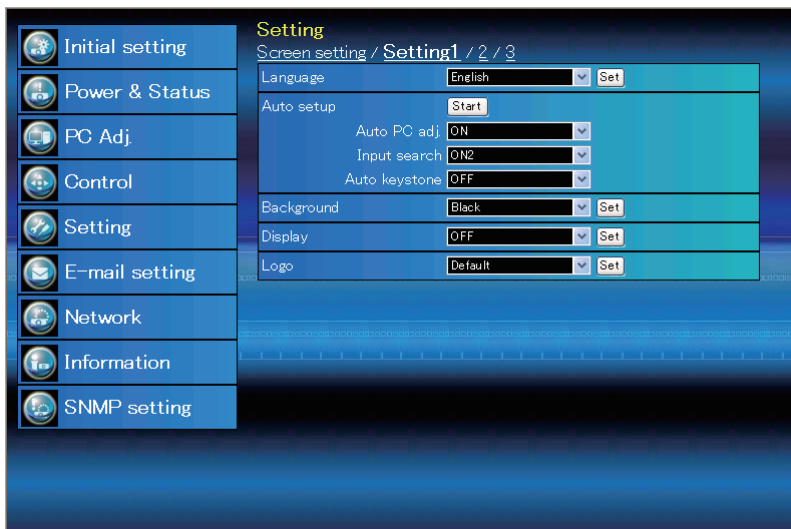 Initial setting
Power & Status
PC Adj.
Control
Setting
E-mail setting
Network
Information
SNMP setting
Setting
Screen setting / Setting1 / 2 / 3
Language English Set
Auto setup Start
Auto PC adj. ON
Input search ON2
Auto keystone OFF
Background Black Set
Display OFF Set
Logo Default Set